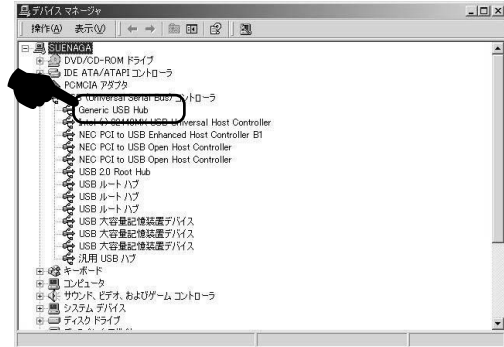 デバイス マネージャ
操作(A) 表示(V)
SUENAGA
DVD/CD-ROM ドライブ
IDE ATA/ATAPI コントローラ
PCMCIA アダプタ
(Universal Serial Bus) コントローラ
Generic USB Hub
Intel(r) 82440MX USB Universal Host Controller
NEC PCI to USB Enhanced Host Controller B1
NEC PCI to USB Open Host Controller
NEC PCI to USB Open Host Controller
USB 2.0 Root Hub
USB ルート ハブ
USB ルート ハブ
USB ルート ハブ
USB 大容量記憶装置デバイス
USB 大容量記憶装置デバイス
USB 大容量記憶装置デバイス
汎用 USB ハブ
キーボード
コンピュータ
サウンド、ビデオ、およびゲーム コントローラ
システム デバイス
ディスク ドライブ